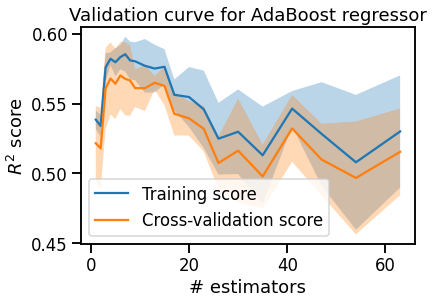 Validation curve for AdaBoost regressor
0.60
0.55
0.50
0.45
R² score
Training score
Cross-validation score
0
20
40
60
# estimators